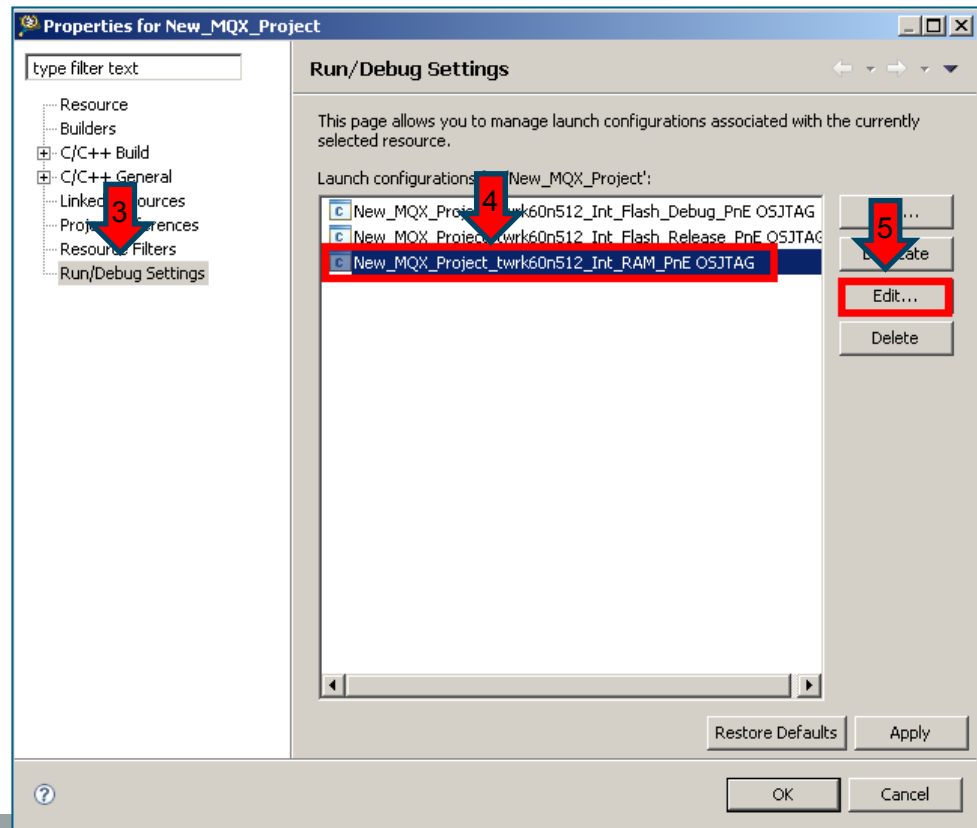 Properties for New_MQX_Project
type filter text
Run/Debug Settings
Resource
Builders
C/C++ Build
C/C++ General
Resource Filters
Run/Debug Settings
This page allows you to manage launch configurations associated with the currently
selected resource.
Launch configurations 'New_MQX_Project':
New_MQX_Pro twrk60n512_Int_Flash_Debug_PnE OSJTAG
New_MQX_Project_twrk60n512_Int_Flash_Release_PnE OSJTAG
New_MQX_Project_twrk60n512_Int_RAM_PnE OSJTAG
3
4
5
...
Edit...
Delete
Restore Defaults
Apply
OK
Cancel